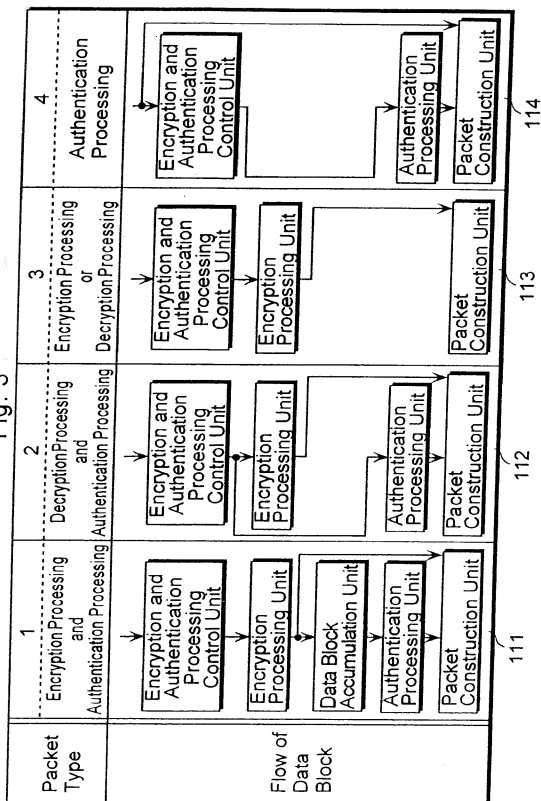 Fig. 3
Packet
Type
1
Encryption Processing
and
Authentication Processing
2
Decryption Processing
and
Authentication Processing
3
Encryption Processing
or
Decryption Processing
4
Authentication
Processing
Flow of
Data
Block
Encryption and
Authentication
Processing
Control Unit
Encryption
Processing Unit
Data Block
Accumulation Unit
Authentication
Processing Unit
Packet
Construction Unit
111
Encryption and
Authentication
Processing
Control Unit
Encryption
Processing Unit
Authentication
Processing Unit
Packet
Construction Unit
112
Encryption and
Authentication
Processing
Control Unit
Encryption
Processing Unit
Packet
Construction Unit
113
Encryption and
Authentication
Processing
Control Unit
Authentication
Processing Unit
Packet
Construction Unit
114